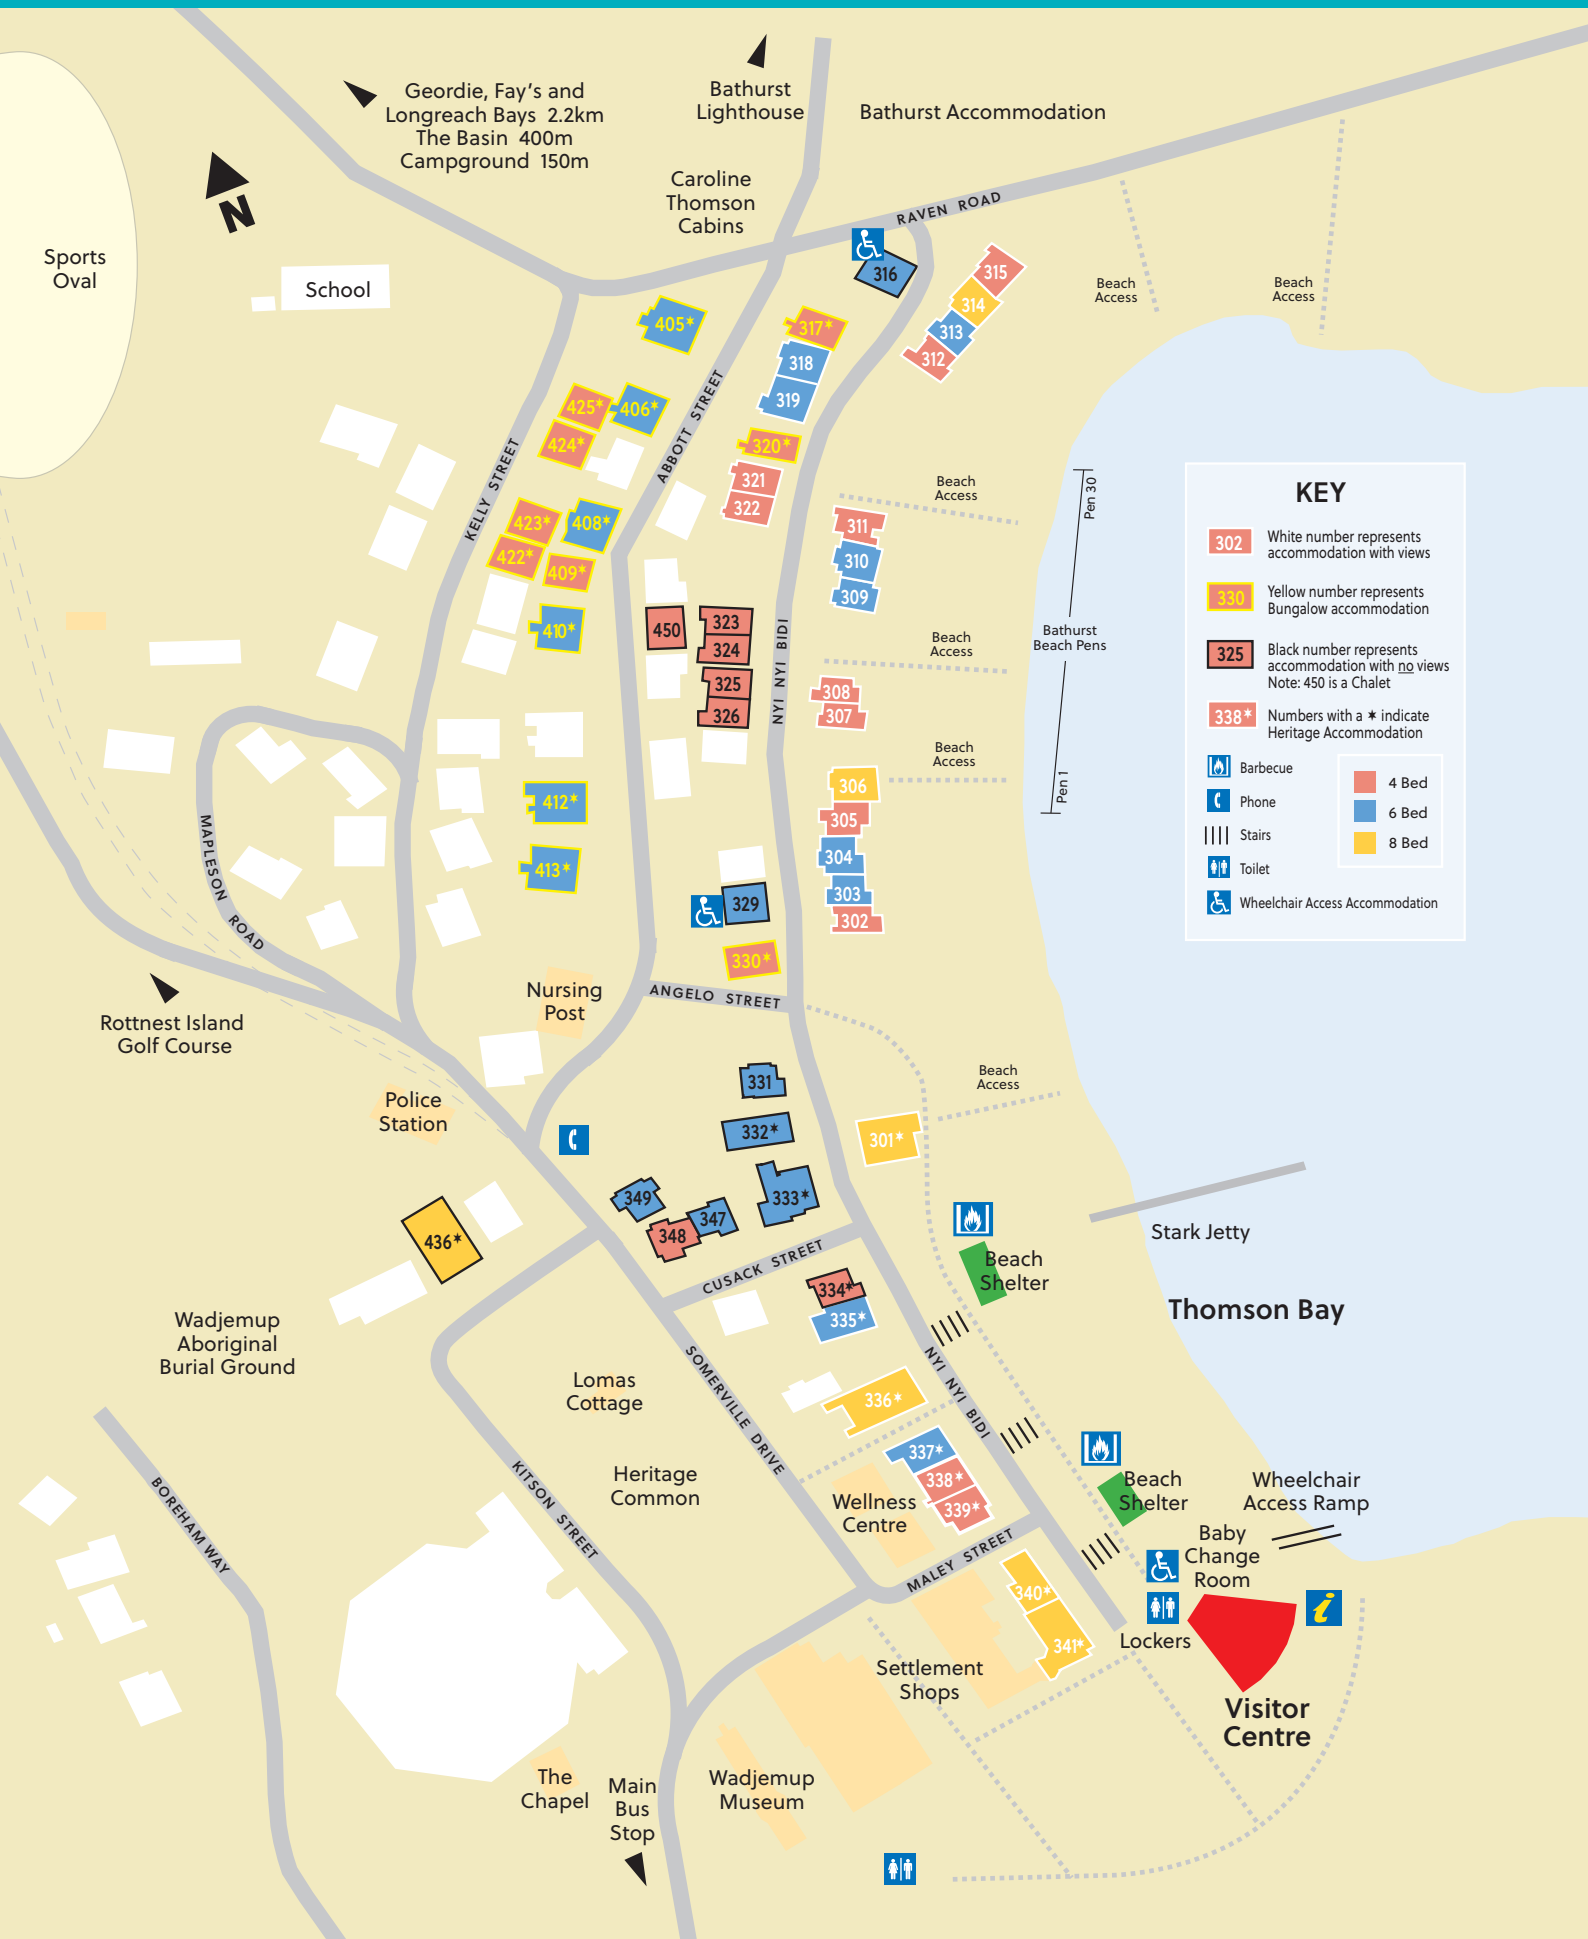 Geordie, Fay's and
Longreach Bays 2.2km
The Basin 400m
Campground 150m
Bathurst
Lighthouse
Bathurst Accommodation
N
Caroline
Thomson
Cabins
RAVEN ROAD
Sports
Oval
School
316
315
314
313
312
Beach
Access
Beach
Access
405*
317*
318
319
425*
406*
424*
ABBOTT STREET
KELLY STREET
320*
321
322
423*
408*
422*
409*
410*
Beach
Access
311
310
309
Pen 30
Bathurst
Beach Pens
Pen 1
450
323
324
325
326
NYI NYI BIDI
Beach
Access
308
307
Beach
Access
306
305
304
303
302
412*
413*
329
330*
MAPLESON ROAD
ANGELO STREET
Nursing
Post
Rottnest Island
Golf Course
KEY
302
White number represents
accommodation with views
330
Yellow number represents
Bungalow accommodation
325
Black number represents
accommodation with no views
Note: 450 is a Chalet
338*
Numbers with a * indicate
Heritage Accommodation
Barbecue
Phone
Stairs
Toilet
Wheelchair Access Accommodation
4 Bed
6 Bed
8 Bed
Police
Station
331
332*
333*
Beach
Access
301*
349
348
347
436*
CUSACK STREET
334*
335*
Beach
Shelter
Stark Jetty
Thomson Bay
Wadjemup
Aboriginal
Burial Ground
Lomas
Cottage
SOMERVILLE DRIVE
336*
NYI NYI BIDI
337*
338*
339*
Heritage
Common
Wellness
Centre
KITSON STREET
BOREHAM WAY
MALEY STREET
Beach
Shelter
Wheelchair
Access Ramp
Baby
Change
Room
Lockers
i
Visitor
Centre
340*
341*
Settlement
Shops
The
Chapel
Main
Bus
Stop
Wadjemup
Museum